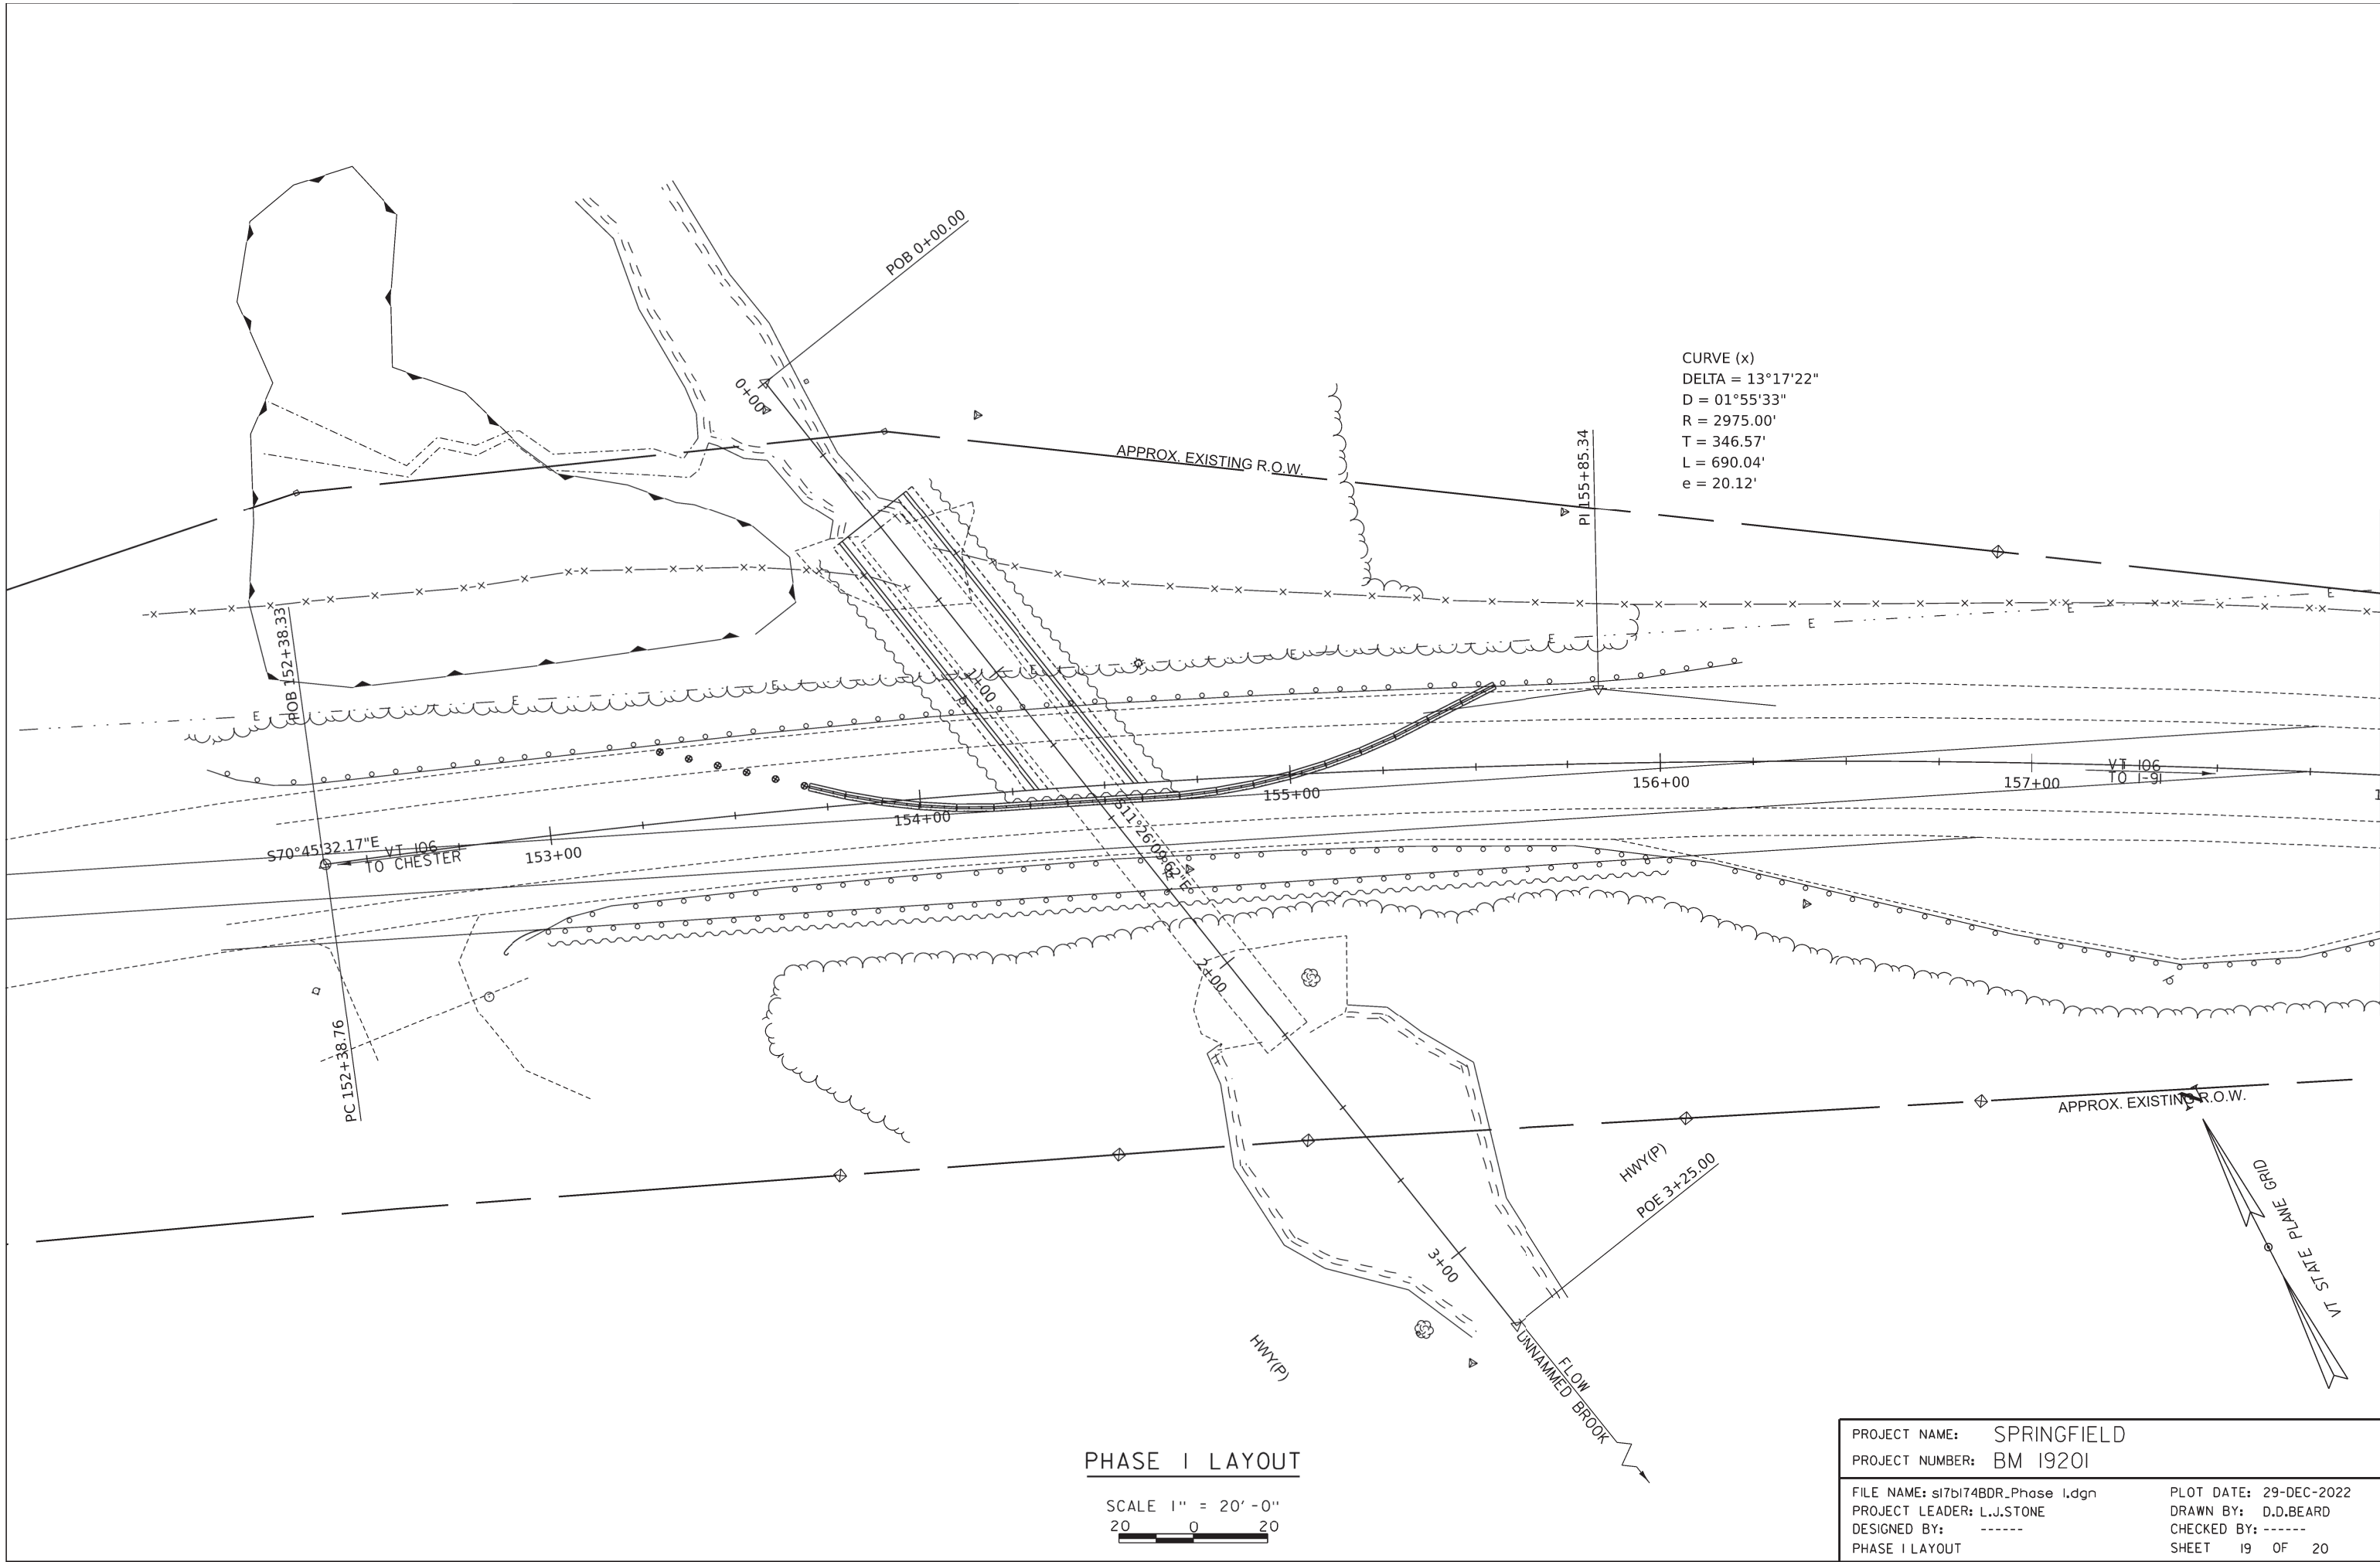 POB 0+00.00
0+00
CURVE (x)
DELTA = 13°17'22"
D = 01°55'33"
R = 2975.00'
T = 346.57'
L = 690.04'
e = 20.12'
APPROX. EXISTING R.O.W.
PI 155+85.34
E
E
E
E
E
E
E
E
E
POB 152+38.33
1+00
VT 106
TO I-91
156+00
157+00
155+00
154+00
S11°26'09.62"E
S70°45'32.17"E
VT 106
TO CHESTER
153+00
2+00
PC 152+38.76
APPROX. EXISTING R.O.W.
HWY(P)
POE 3+25.00
VT STATE PLANE GRID
3+00
HWY(P)
FLOW
UNNAMMED BROOK
PHASE 1 LAYOUT
SCALE 1" = 20'-0"
20 0 20
PROJECT NAME: SPRINGFIELD
PROJECT NUMBER: BM 19201
FILE NAME: s17b174BDR_Phase 1.dgn
PLOT DATE: 29-DEC-2022
PROJECT LEADER: L.J.STONE
DRAWN BY: D.D.BEARD
DESIGNED BY: ------
CHECKED BY: ------
PHASE 1 LAYOUT
SHEET 19 OF 20